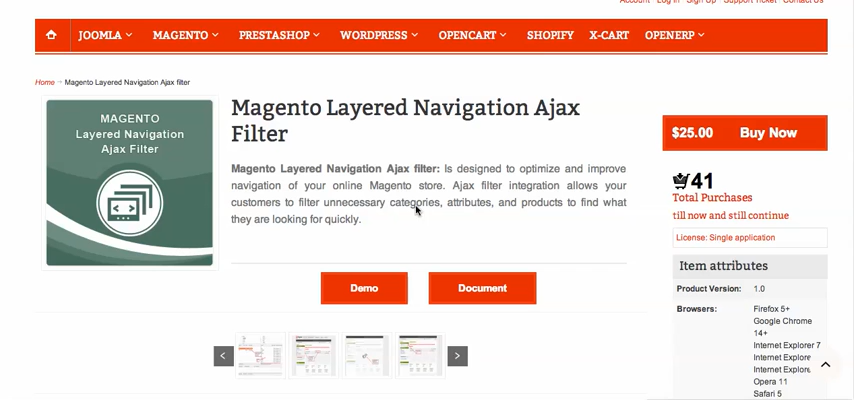 Account Log In Sign Up Support Ticket Contact Us
JOOMLA MAGENTO PRESTASHOP WORDPRESS OPENCART SHOPIFY X-CART OPENERP
Home → Magento Layered Navigation Ajax filter
MAGENTO
Layered Navigation
Ajax Filter
Magento Layered Navigation Ajax
Filter
Magento Layered Navigation Ajax filter: Is designed to optimize and improve
navigation of your online Magento store. Ajax filter integration allows your
customers to filter unnecessary categories, attributes, and products to find what
they are looking for quickly.
Demo Document
$25.00 Buy Now
41
Total Purchases
till now and still continue
License: Single application
Item attributes
Product Version: 1.0
Browsers: Firefox 5+
Google Chrome
14+
Internet Explorer 7
Internet Explore
Internet Explore
Opera 11
Safari 5